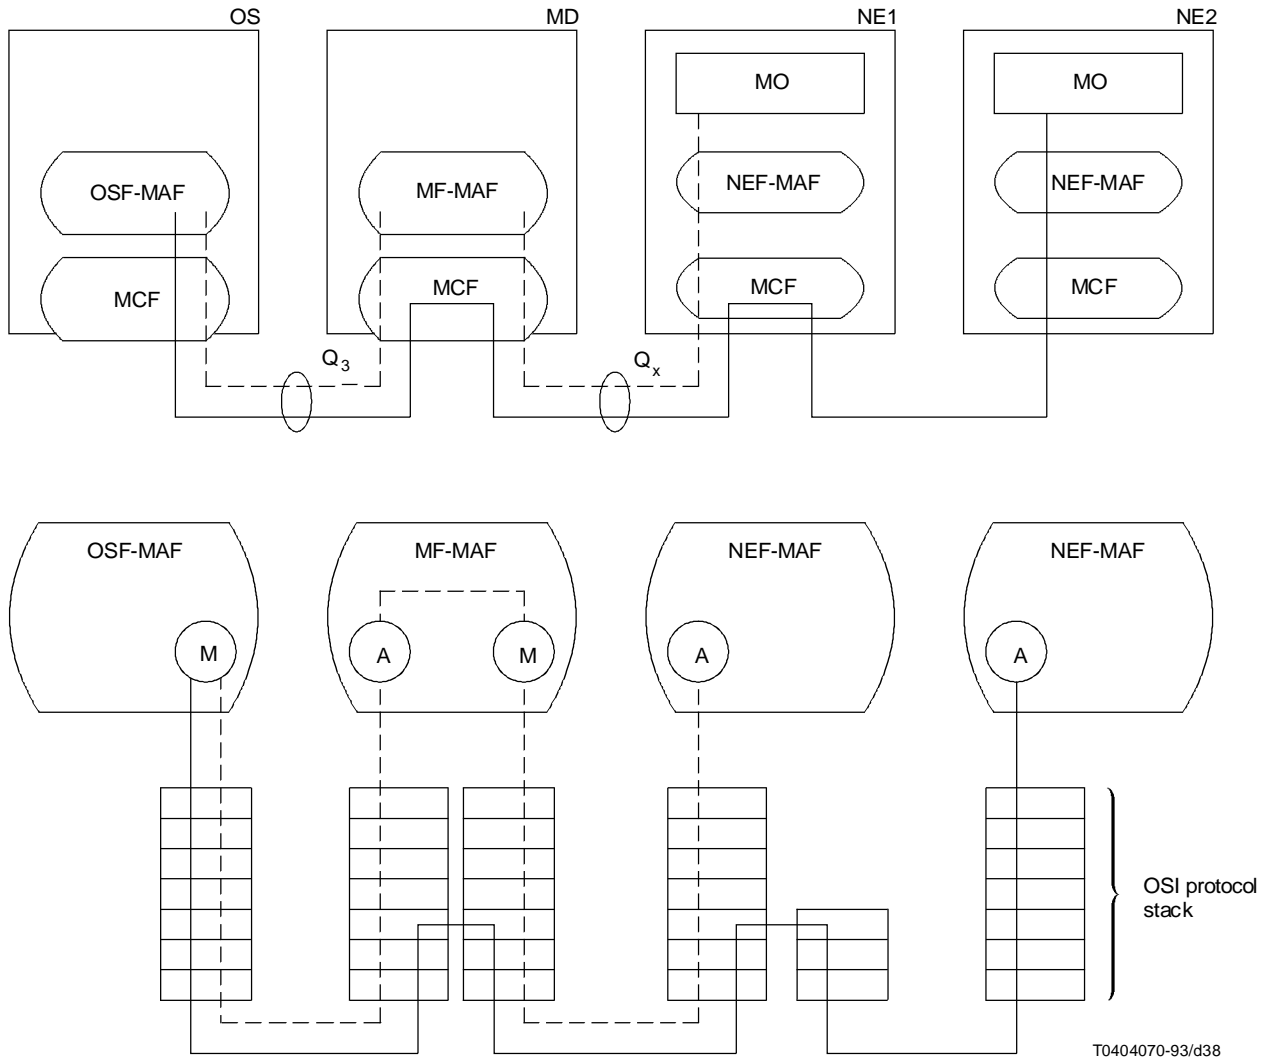 OS
MD
NE1
NE2
MO
MO
OSF-MAF
MF-MAF
NEF-MAF
NEF-MAF
MCF
MCF
MCF
MCF
Q3
Qx
OSF-MAF
MF-MAF
NEF-MAF
NEF-MAF
M
A
M
A
A
OSI protocol
stack
T0404070-93/d38